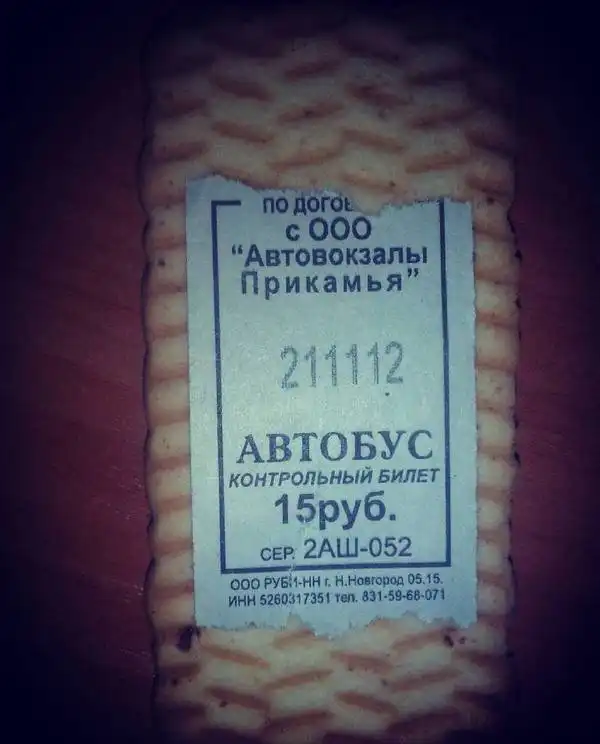 ПО ДОГОВ
с ООО
"Автовокзалы
Прикамья"
211112
АВТОБУС
КОНТРОЛЬНЫЙ БИЛЕТ
15руб.
СЕР. 2АШ-052
ООО РУБИ-НН г. Н.Новгород 05.15.
ИНН 5260317351 тел. 831-59-68-071